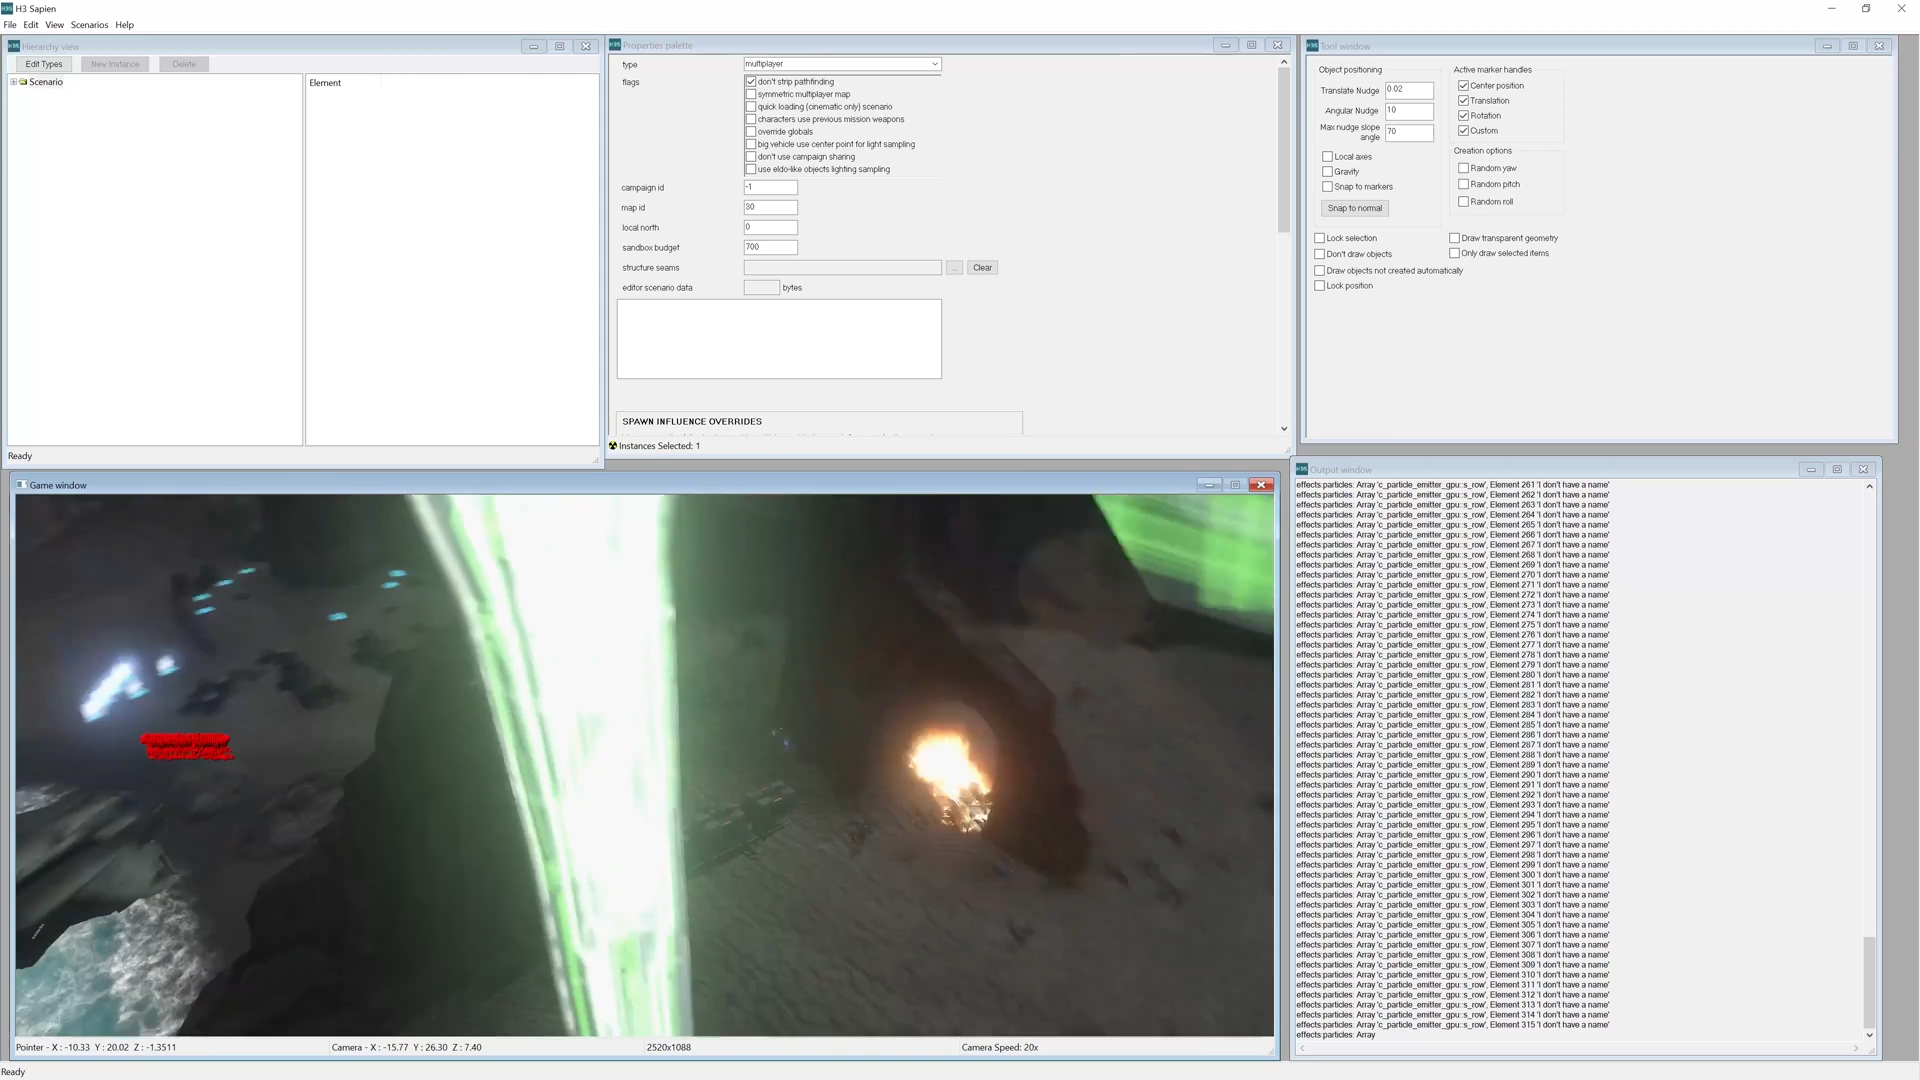 H3 Sapien
File Edit View Scenarios Help
Hierarchy view
Edit Types New Instance Delete
Scenario
Element
Ready
Properties palette
type multiplayer
flags don't strip pathfinding
symmetric multiplayer map
quick loading (cinematic only) scenario
characters use previous mission weapons
override globals
big vehicle use center point for light sampling
don't use campaign sharing
use eldo-like objects lighting sampling
campaign id -1
map id 30
local north 0
sandbox budget 700
structure seams ... Clear
editor scenario data bytes
SPAWN INFLUENCE OVERRIDES
Instances Selected: 1
Tool window
Object positioning
Translate Nudge 0.02
Angular Nudge 10
Max nudge slope angle 70
Local axes
Gravity
Snap to markers
Snap to normal
Active marker handles
Center position
Translation
Rotation
Custom
Creation options
Random yaw
Random pitch
Random roll
Lock selection
Don't draw objects
Draw objects not created automatically
Lock position
Draw transparent geometry
Only draw selected items
Game window
Pointer - X : -10.33 Y : 20.02 Z : -1.3511
Camera - X : -15.77 Y : 26.30 Z : 7.40
2520x1088
Camera Speed: 20x
Output window
effects:particles: Array 'c_particle_emitter_gpu::s_row', Element 261 'I don't have a name'
effects:particles: Array 'c_particle_emitter_gpu::s_row', Element 262 'I don't have a name'
effects:particles: Array 'c_particle_emitter_gpu::s_row', Element 263 'I don't have a name'
effects:particles: Array 'c_particle_emitter_gpu::s_row', Element 264 'I don't have a name'
effects:particles: Array 'c_particle_emitter_gpu::s_row', Element 265 'I don't have a name'
effects:particles: Array 'c_particle_emitter_gpu::s_row', Element 266 'I don't have a name'
effects:particles: Array 'c_particle_emitter_gpu::s_row', Element 267 'I don't have a name'
effects:particles: Array 'c_particle_emitter_gpu::s_row', Element 268 'I don't have a name'
effects:particles: Array 'c_particle_emitter_gpu::s_row', Element 269 'I don't have a name'
effects:particles: Array 'c_particle_emitter_gpu::s_row', Element 270 'I don't have a name'
effects:particles: Array 'c_particle_emitter_gpu::s_row', Element 271 'I don't have a name'
effects:particles: Array 'c_particle_emitter_gpu::s_row', Element 272 'I don't have a name'
effects:particles: Array 'c_particle_emitter_gpu::s_row', Element 273 'I don't have a name'
effects:particles: Array 'c_particle_emitter_gpu::s_row', Element 274 'I don't have a name'
effects:particles: Array 'c_particle_emitter_gpu::s_row', Element 275 'I don't have a name'
effects:particles: Array 'c_particle_emitter_gpu::s_row', Element 276 'I don't have a name'
effects:particles: Array 'c_particle_emitter_gpu::s_row', Element 277 'I don't have a name'
effects:particles: Array 'c_particle_emitter_gpu::s_row', Element 278 'I don't have a name'
effects:particles: Array 'c_particle_emitter_gpu::s_row', Element 279 'I don't have a name'
effects:particles: Array 'c_particle_emitter_gpu::s_row', Element 280 'I don't have a name'
effects:particles: Array 'c_particle_emitter_gpu::s_row', Element 281 'I don't have a name'
effects:particles: Array 'c_particle_emitter_gpu::s_row', Element 282 'I don't have a name'
effects:particles: Array 'c_particle_emitter_gpu::s_row', Element 283 'I don't have a name'
effects:particles: Array 'c_particle_emitter_gpu::s_row', Element 284 'I don't have a name'
effects:particles: Array 'c_particle_emitter_gpu::s_row', Element 285 'I don't have a name'
effects:particles: Array 'c_particle_emitter_gpu::s_row', Element 286 'I don't have a name'
effects:particles: Array 'c_particle_emitter_gpu::s_row', Element 287 'I don't have a name'
effects:particles: Array 'c_particle_emitter_gpu::s_row', Element 288 'I don't have a name'
effects:particles: Array 'c_particle_emitter_gpu::s_row', Element 289 'I don't have a name'
effects:particles: Array 'c_particle_emitter_gpu::s_row', Element 290 'I don't have a name'
effects:particles: Array 'c_particle_emitter_gpu::s_row', Element 291 'I don't have a name'
effects:particles: Array 'c_particle_emitter_gpu::s_row', Element 292 'I don't have a name'
effects:particles: Array 'c_particle_emitter_gpu::s_row', Element 293 'I don't have a name'
effects:particles: Array 'c_particle_emitter_gpu::s_row', Element 294 'I don't have a name'
effects:particles: Array 'c_particle_emitter_gpu::s_row', Element 295 'I don't have a name'
effects:particles: Array 'c_particle_emitter_gpu::s_row', Element 296 'I don't have a name'
effects:particles: Array 'c_particle_emitter_gpu::s_row', Element 297 'I don't have a name'
effects:particles: Array 'c_particle_emitter_gpu::s_row', Element 298 'I don't have a name'
effects:particles: Array 'c_particle_emitter_gpu::s_row', Element 299 'I don't have a name'
effects:particles: Array 'c_particle_emitter_gpu::s_row', Element 300 'I don't have a name'
effects:particles: Array 'c_particle_emitter_gpu::s_row', Element 301 'I don't have a name'
effects:particles: Array 'c_particle_emitter_gpu::s_row', Element 302 'I don't have a name'
effects:particles: Array 'c_particle_emitter_gpu::s_row', Element 303 'I don't have a name'
effects:particles: Array 'c_particle_emitter_gpu::s_row', Element 304 'I don't have a name'
effects:particles: Array 'c_particle_emitter_gpu::s_row', Element 305 'I don't have a name'
effects:particles: Array 'c_particle_emitter_gpu::s_row', Element 306 'I don't have a name'
effects:particles: Array 'c_particle_emitter_gpu::s_row', Element 307 'I don't have a name'
effects:particles: Array 'c_particle_emitter_gpu::s_row', Element 308 'I don't have a name'
effects:particles: Array 'c_particle_emitter_gpu::s_row', Element 309 'I don't have a name'
effects:particles: Array 'c_particle_emitter_gpu::s_row', Element 310 'I don't have a name'
effects:particles: Array 'c_particle_emitter_gpu::s_row', Element 311 'I don't have a name'
effects:particles: Array 'c_particle_emitter_gpu::s_row', Element 312 'I don't have a name'
effects:particles: Array 'c_particle_emitter_gpu::s_row', Element 313 'I don't have a name'
effects:particles: Array 'c_particle_emitter_gpu::s_row', Element 314 'I don't have a name'
effects:particles: Array 'c_particle_emitter_gpu::s_row', Element 315 'I don't have a name'
effects:particles: Array
Ready